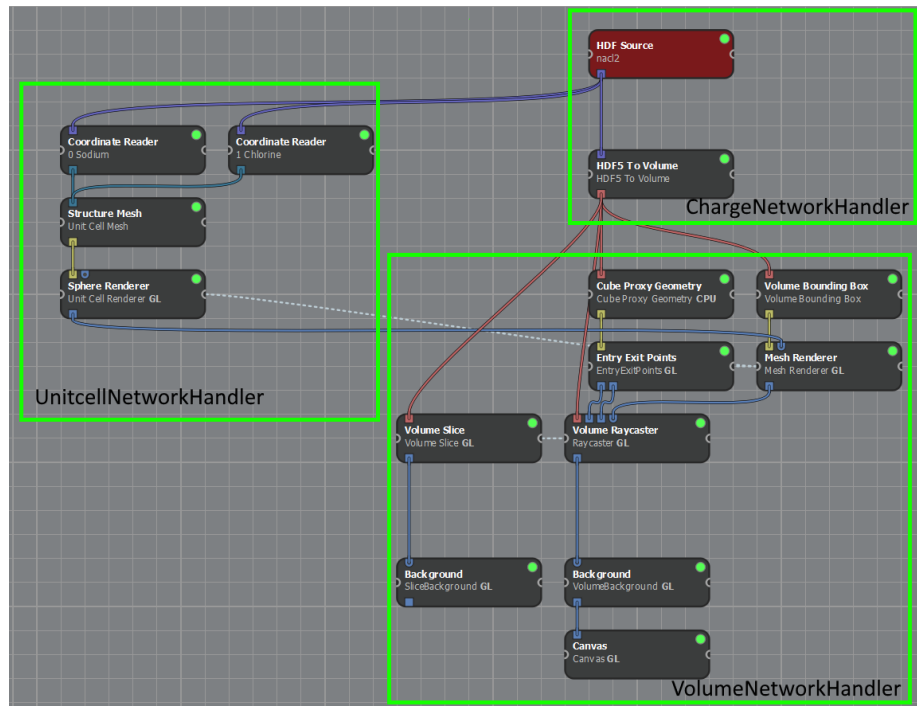 HDF Source
nacl2
Coordinate Reader
0 Sodium
Coordinate Reader
1 Chlorine
HDF5 To Volume
HDF5 To Volume
ChargeNetworkHandler
Structure Mesh
Unit Cell Mesh
Sphere Renderer
Unit Cell Renderer GL
UnitcellNetworkHandler
Cube Proxy Geometry
Cube Proxy Geometry CPU
Volume Bounding Box
Volume Bounding Box
Entry Exit Points
EntryExitPoints GL
Mesh Renderer
Mesh Renderer GL
Volume Slice
Volume Slice GL
Volume Raycaster
Raycaster GL
Background
SliceBackground GL
Background
VolumeBackground GL
Canvas
Canvas GL
VolumeNetworkHandler